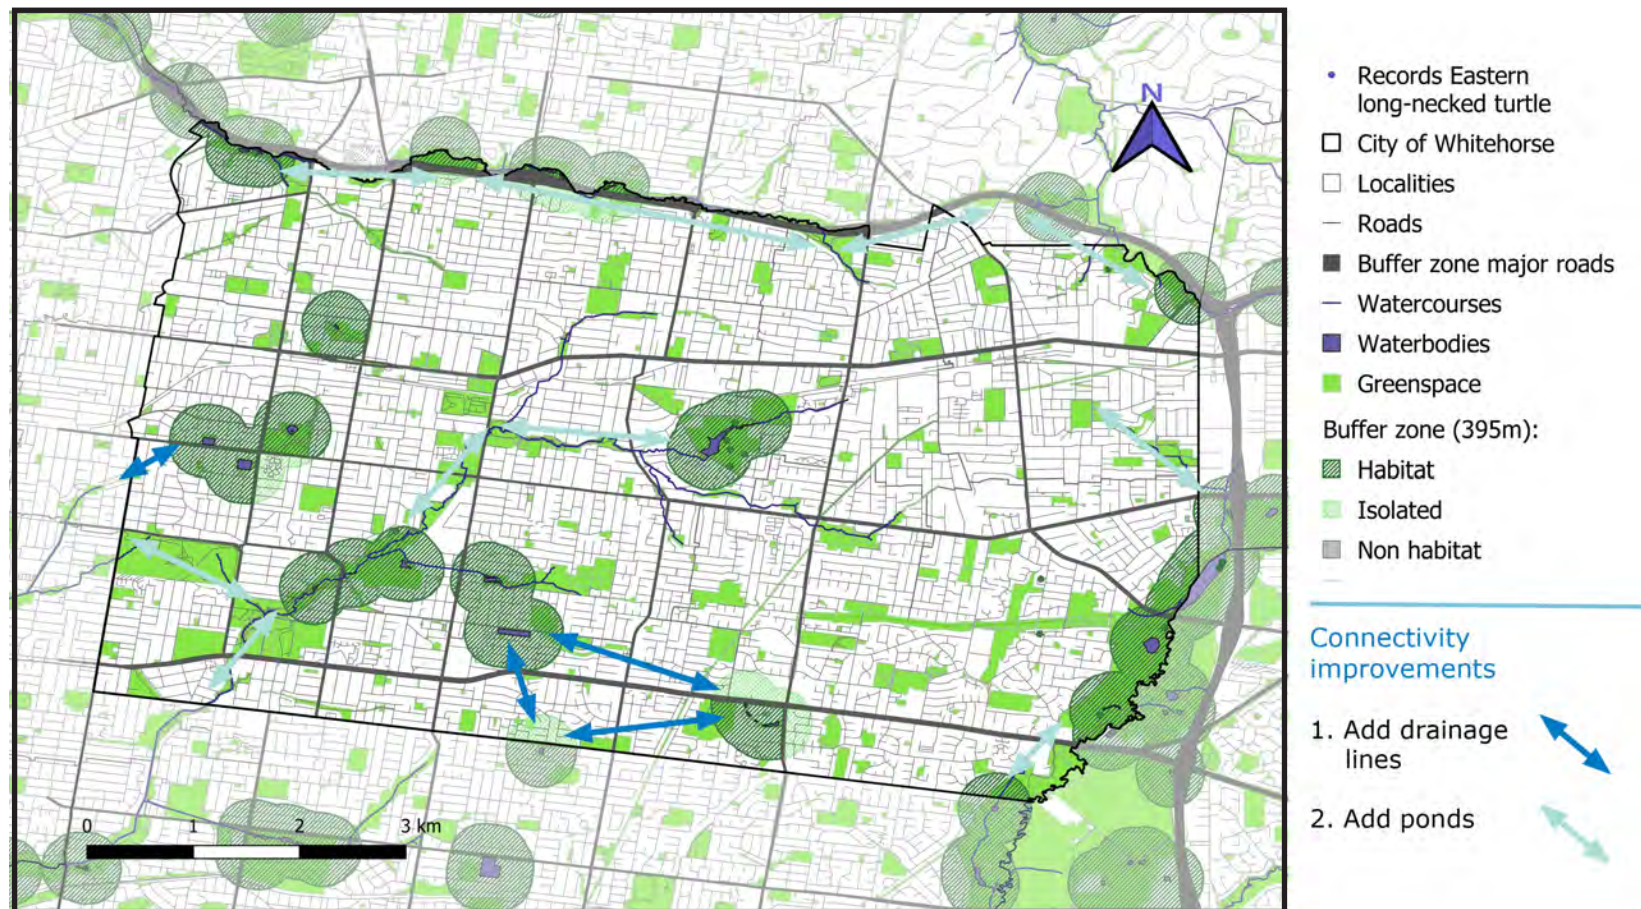 N
0 1 2 3 km
Records Eastern
long-necked turtle
City of Whitehorse
Localities
Roads
Buffer zone major roads
Watercourses
Waterbodies
Greenspace
Buffer zone (395m):
Habitat
Isolated
Non habitat
Connectivity
improvements
1. Add drainage
lines
2. Add ponds